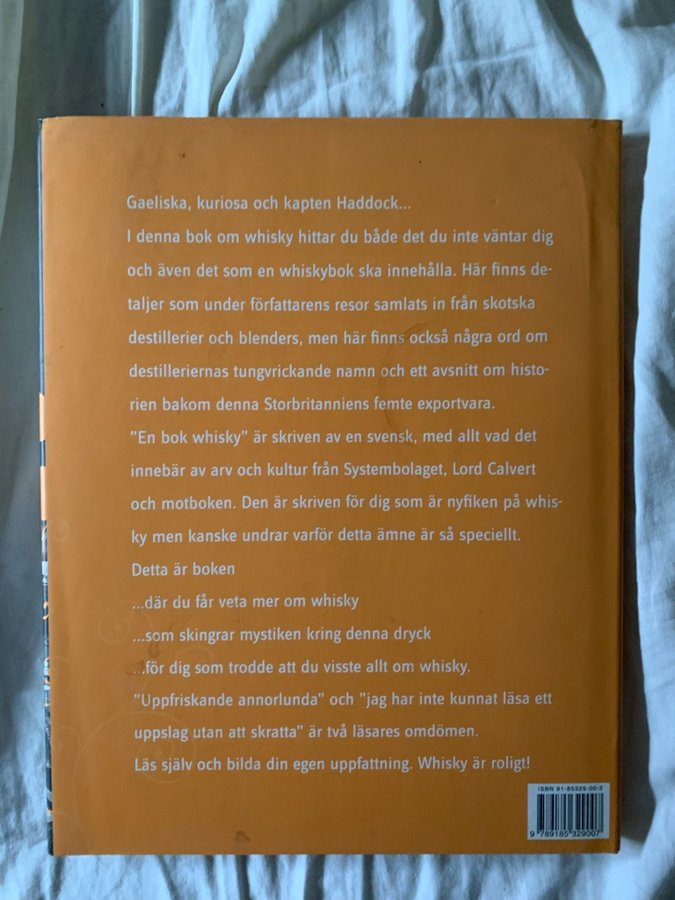 Gaeliska, kuriosa och kapten Haddock...
I denna bok om whisky hittar du både det du inte väntar dig
och även det som en whiskybok ska innehålla. Här finns de-
taljer som under författarens resor samlats in från skotska
destillerier och blenders, men här finns också några ord om
destilleriernas tungvrickande namn och ett avsnitt om histo-
rien bakom denna Storbritanniens femte exportvara.
"En bok whisky" är skriven av en svensk, med allt vad det
innebär av arv och kultur från Systembolaget, Lord Calvert
och motboken. Den är skriven för dig som är nyfiken på whis-
ky men kanske undrar varför detta ämne är så speciellt.
Detta är boken
...där du får veta mer om whisky
...som skingrar mystiken kring denna dryck
...för dig som trodde att du visste allt om whisky.
"Uppfriskande annorlunda" och "jag har inte kunnat läsa ett
uppslag utan att skratta" är två läsares omdömen.
Läs själv och bilda din egen uppfattning. Whisky är roligt!
ISBN 91-85329-00-2
9 789185 329007